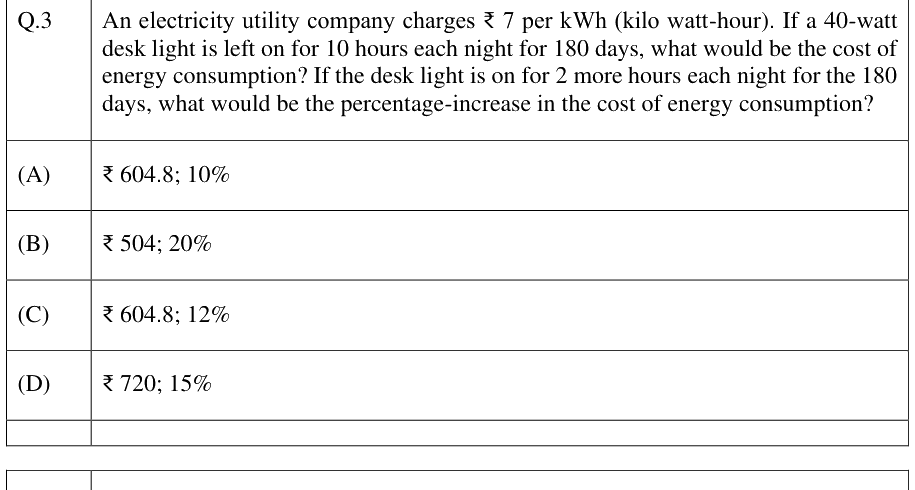 Q.3 An electricity utility company charges ₹ 7 per kWh (kilo watt-hour). If a 40-watt
desk light is left on for 10 hours each night for 180 days, what would be the cost of
energy consumption? If the desk light is on for 2 more hours each night for the 180
days, what would be the percentage-increase in the cost of energy consumption?
(A) ₹ 604.8; 10%
(B) ₹ 504; 20%
(C) ₹ 604.8; 12%
(D) ₹ 720; 15%